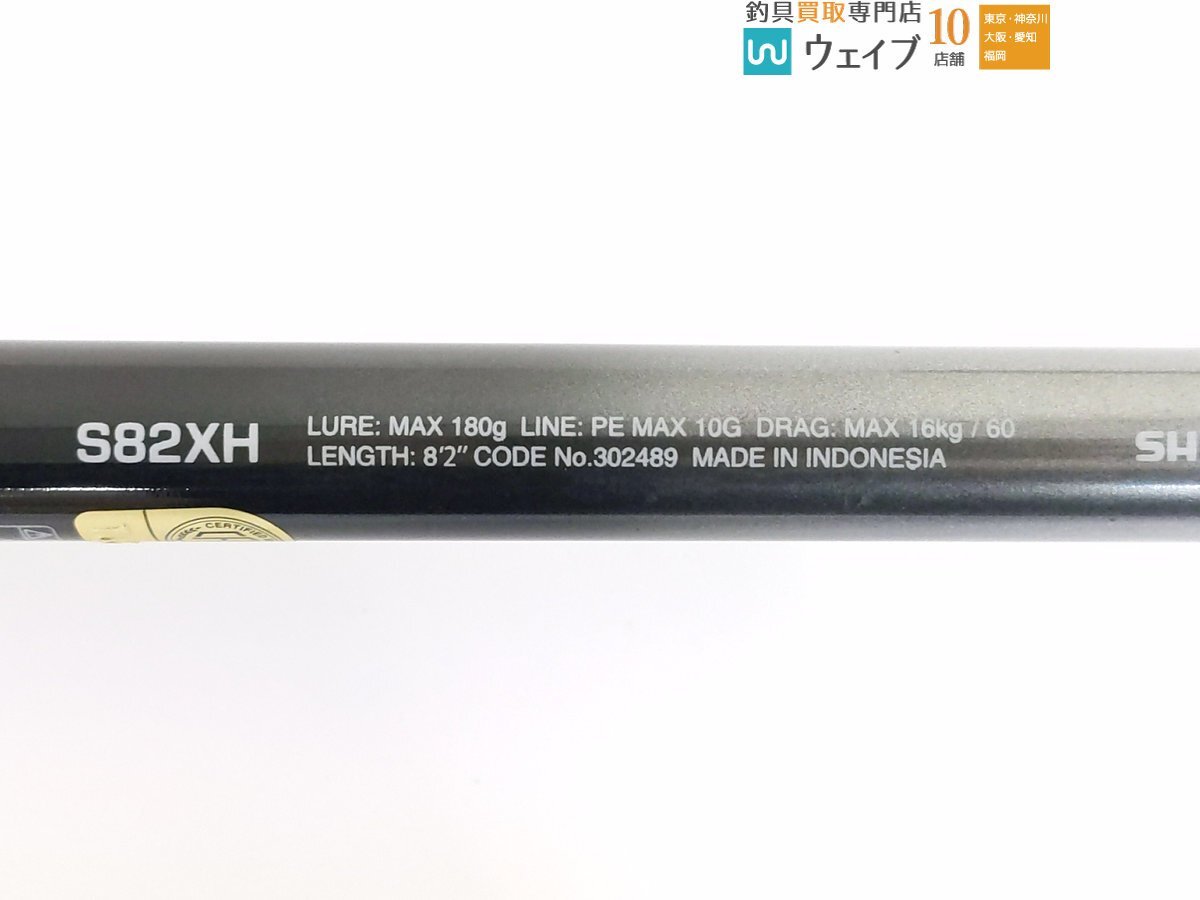 釣具買取専門店
ウェイブ
10
店舗
東京・神奈川
大阪・愛知
福岡
S82XH
LURE: MAX 180g LINE: PE MAX 10G DRAG: MAX 16kg / 60
LENGTH: 8'2" CODE No.302489 MADE IN INDONESIA
SH
CERTIFIED